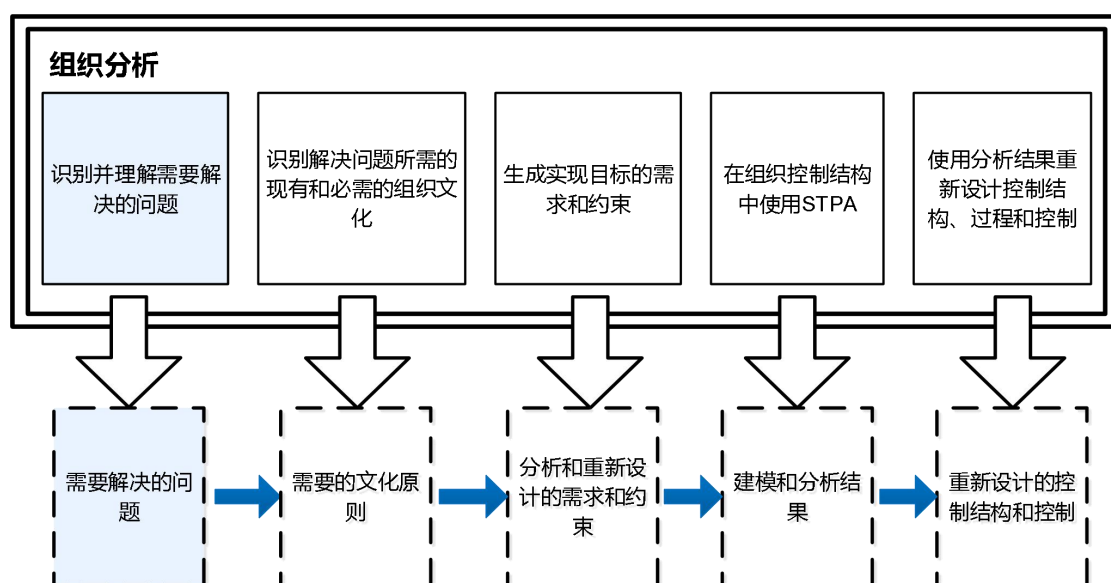 组织分析
识别并理解需要解
决的问题
识别解决问题所需的
现有和必需的组织文
化
生成实现目标的需
求和约束
在组织控制结构
中使用STPA
使用分析结果重
新设计控制结
构、过程和控制
需要解决的问
题
需要的文化原
则
分析和重新设
计的需求和约
束
建模和分析结
果
重新设计的控
制结构和控制